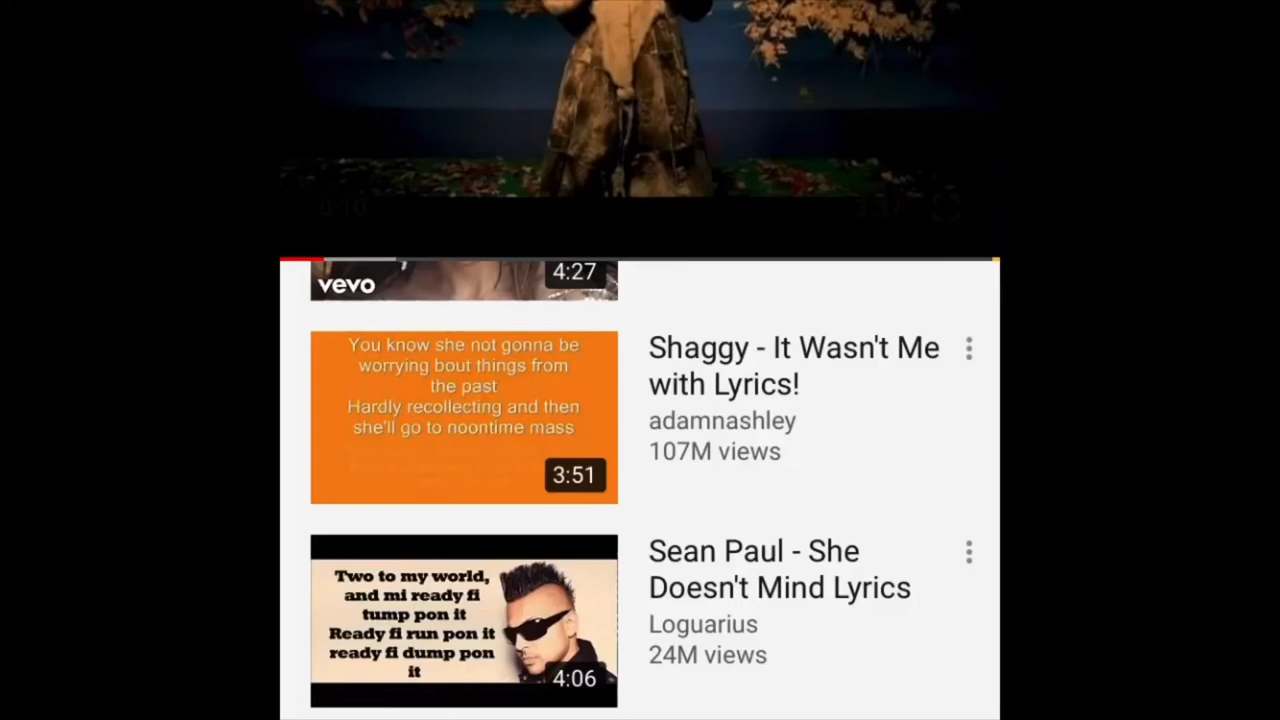 4:27
vevo
You know she not gonna be
worrying bout things from
the past
Hardly recollecting and then
she'll go to noontime mass
3:51
Shaggy - It Wasn't Me
with Lyrics!
adamnashley
107M views
Two to my world,
and mi ready fi
tump pon it
Ready fi run pon it
ready fi dump pon
it
4:06
Sean Paul - She
Doesn't Mind Lyrics
Loguarius
24M views